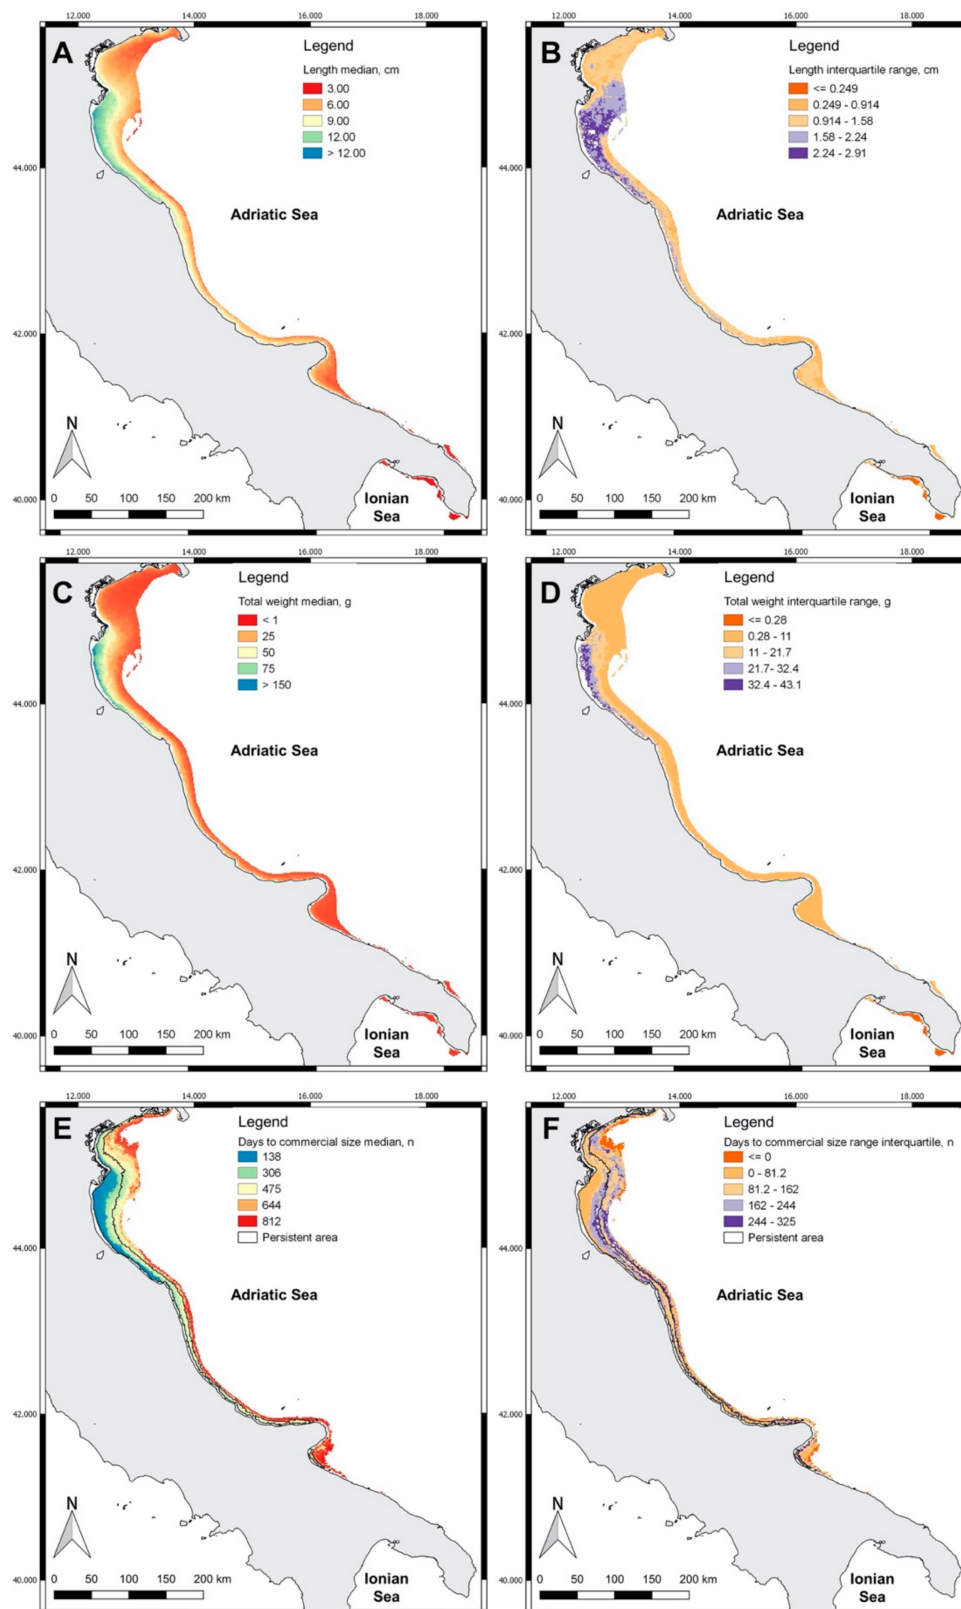 12.000 14.000 16.000 18.000
A
Legend
Length median, cm
3.00
6.00
9.00
12.00
> 12.00
44.000
Adriatic Sea
42.000
N
40.000
0 50 100 150 200 km
Ionian
Sea
12.000 14.000 16.000 18.000
B
Legend
Length interquartile range, cm
<= 0.249
0.249 - 0.914
0.914 - 1.58
1.58 - 2.24
2.24 - 2.91
44.000
Adriatic Sea
42.000
N
40.000
0 50 100 150 200 km
Ionian
Sea
12.000 14.000 16.000 18.000
C
Legend
Total weight median, g
< 1
25
50
75
> 150
44.000
Adriatic Sea
42.000
N
40.000
0 50 100 150 200 km
Ionian
Sea
12.000 14.000 16.000 18.000
D
Legend
Total weight interquartile range, g
<= 0.28
0.28 - 11
11 - 21.7
21.7- 32.4
32.4 - 43.1
44.000
Adriatic Sea
42.000
N
40.000
0 50 100 150 200 km
Ionian
Sea
12.000 14.000 16.000 18.000
E
Legend
Days to commercial size median, n
138
306
475
644
812
Persistent area
44.000
Adriatic Sea
42.000
N
40.000
0 50 100 150 200 km
Ionian
Sea
12.000 14.000 16.000 18.000
F
Legend
Days to commercial size range interquartile, n
<= 0
0 - 81.2
81.2 - 162
162 - 244
244 - 325
Persistent area
44.000
Adriatic Sea
42.000
N
40.000
0 50 100 150 200 km
Ionian
Sea